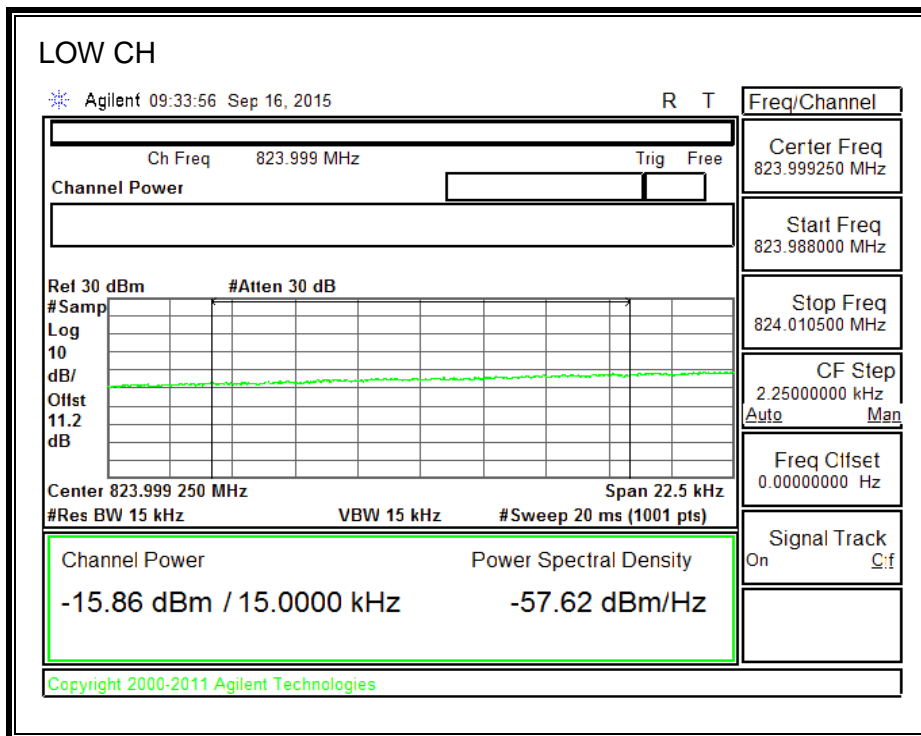 LOW CH
Agilent 09:33:56 Sep 16, 2015 R T
Freq/Channel
Ch Freq 823.999 MHz Trig Free
Channel Power
Center Freq
823.999250 MHz
Start Freq
823.988000 MHz
Stop Freq
824.010500 MHz
CF Step
2.25000000 kHz
Auto Man
Freq Offset
0.00000000 Hz
Signal Track
On Off
Ref 30 dBm #Atten 30 dB
#Samp
Log
10
dB/
Offst
11.2
dB
Center 823.999 250 MHz Span 22.5 kHz
#Res BW 15 kHz VBW 15 kHz #Sweep 20 ms (1001 pts)
Channel Power Power Spectral Density
-15.86 dBm / 15.0000 kHz -57.62 dBm/Hz
Copyright 2000-2011 Agilent Technologies